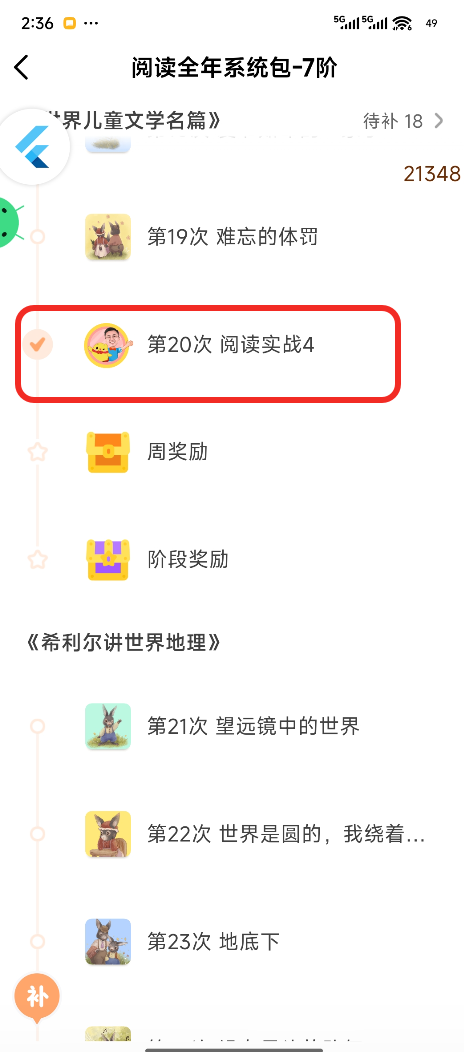 2:36
5G
5G
49
阅读全年系统包-7阶
世界儿童文学名篇》
待补 18
21348
第19次 难忘的体罚
第20次 阅读实战4
周奖励
阶段奖励
《希利尔讲世界地理》
第21次 望远镜中的世界
第22次 世界是圆的，我绕着...
第23次 地底下
补